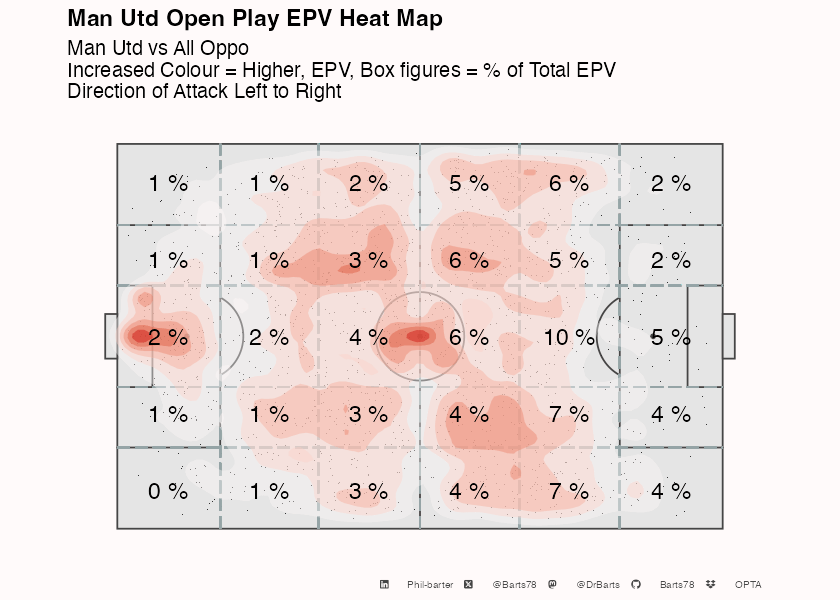 Man Utd Open Play EPV Heat Map
Man Utd vs All Oppo
Increased Colour = Higher, EPV, Box figures = % of Total EPV
Direction of Attack Left to Right
1 % 1 % 2 % 5 % 6 % 2 %
1 % 1 % 3 % 6 % 5 % 2 %
2 % 2 % 4 % 6 % 10 % 5 %
1 % 1 % 3 % 4 % 7 % 4 %
0 % 1 % 3 % 4 % 7 % 4 %
Phil-barter @Barts78 @DrBarts Barts78 OPTA